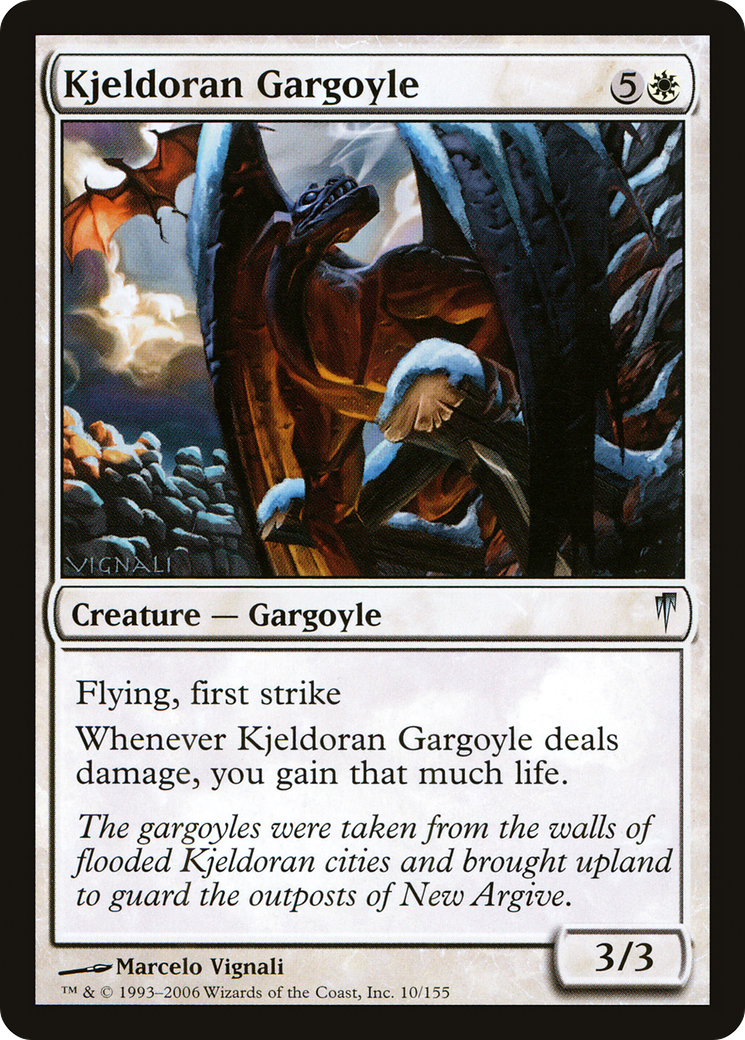 Kjeldoran Gargoyle 5
VIGNALI
Creature — Gargoyle
Flying, first strike
Whenever Kjeldoran Gargoyle deals
damage, you gain that much life.
The gargoyles were taken from the walls of
flooded Kjeldoran cities and brought upland
to guard the outposts of New Argive.
3/3
Marcelo Vignali
™ & © 1993–2006 Wizards of the Coast, Inc. 10/155